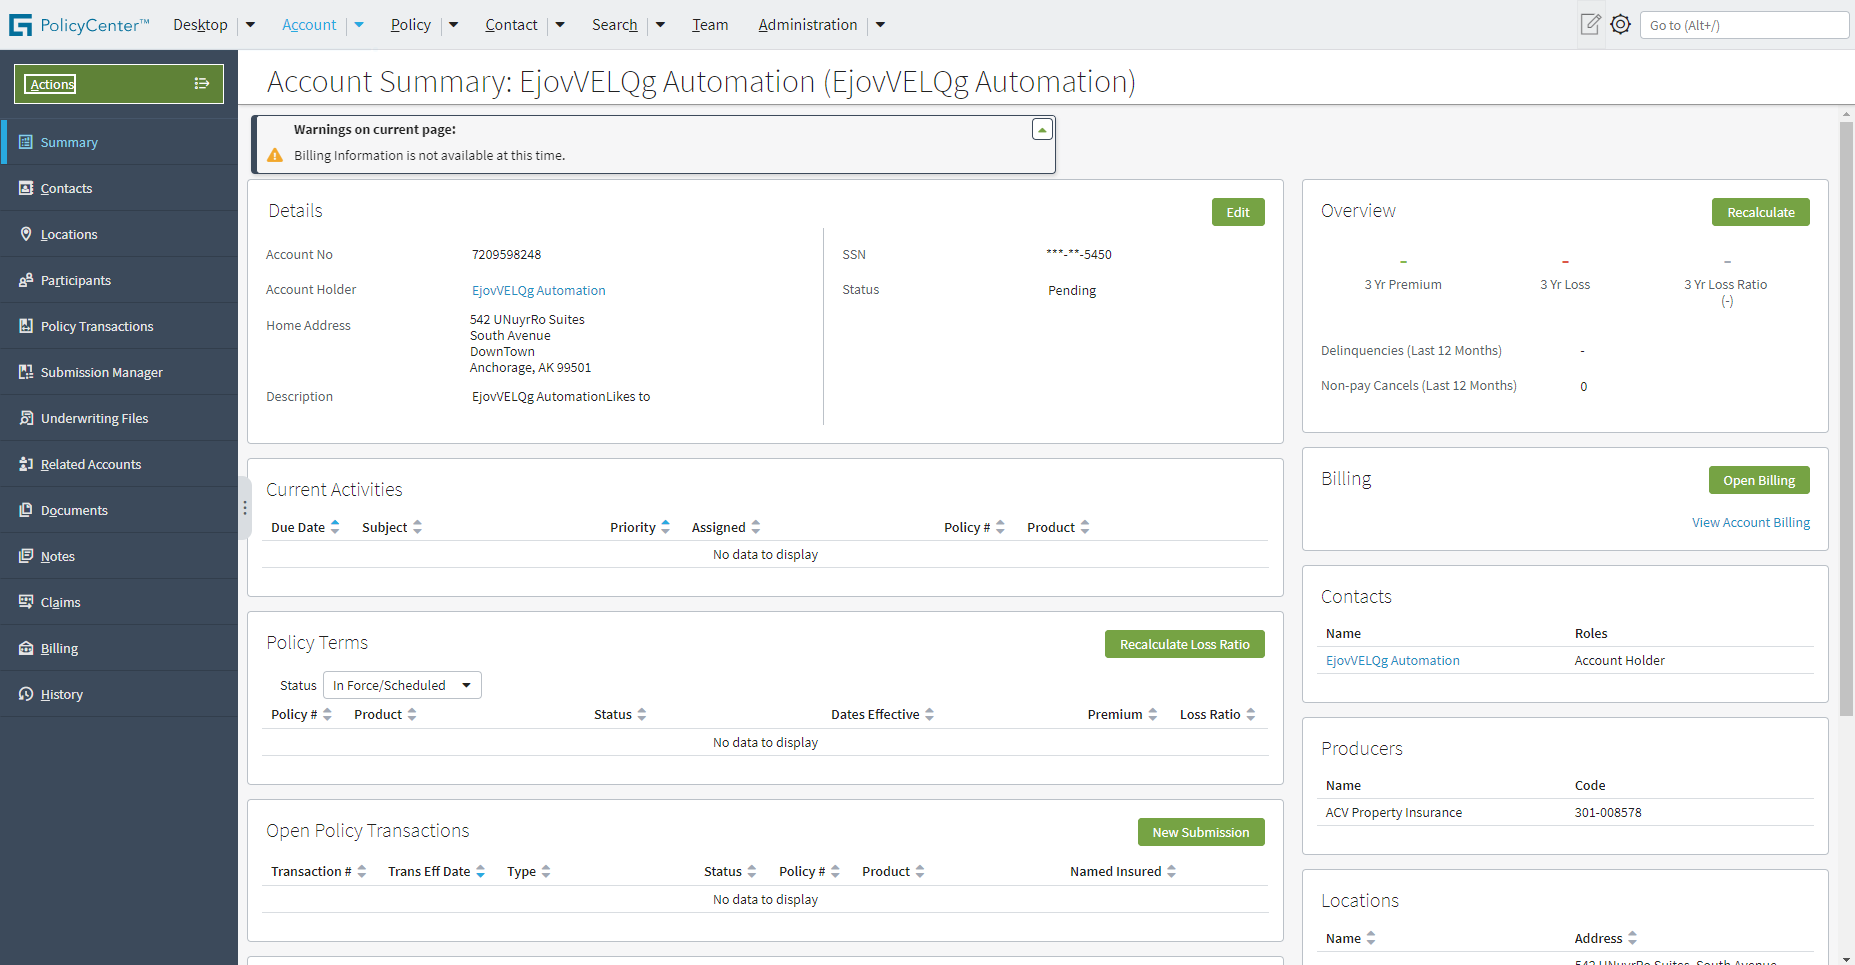 PolicyCenter™ Desktop Account Policy Contact Search Team Administration Go to (Alt+/)
Actions
Summary
Contacts
Locations
Participants
Policy Transactions
Submission Manager
Underwriting Files
Related Accounts
Documents
Notes
Claims
Billing
History
Account Summary: EjovVELQg Automation (EjovVELQg Automation)
Warnings on current page:
Billing Information is not available at this time.
Details Edit
Account No 7209598248
Account Holder EjovVELQg Automation
Home Address 542 UNuyrRo Suites
South Avenue
DownTown
Anchorage, AK 99501
Description EjovVELQg AutomationLikes to
SSN ***-**-5450
Status Pending
Current Activities
Due Date Subject Priority Assigned Policy # Product
No data to display
Policy Terms Recalculate Loss Ratio
Status In Force/Scheduled
Policy # Product Status Dates Effective Premium Loss Ratio
No data to display
Open Policy Transactions New Submission
Transaction # Trans Eff Date Type Status Policy # Product Named Insured
No data to display
Overview Recalculate
– – –
3 Yr Premium 3 Yr Loss 3 Yr Loss Ratio
(-)
Delinquencies (Last 12 Months) -
Non-pay Cancels (Last 12 Months) 0
Billing Open Billing
View Account Billing
Contacts
Name Roles
EjovVELQg Automation Account Holder
Producers
Name Code
ACV Property Insurance 301-008578
Locations
Name Address
542 UNuyrRo Suites, South Avenue